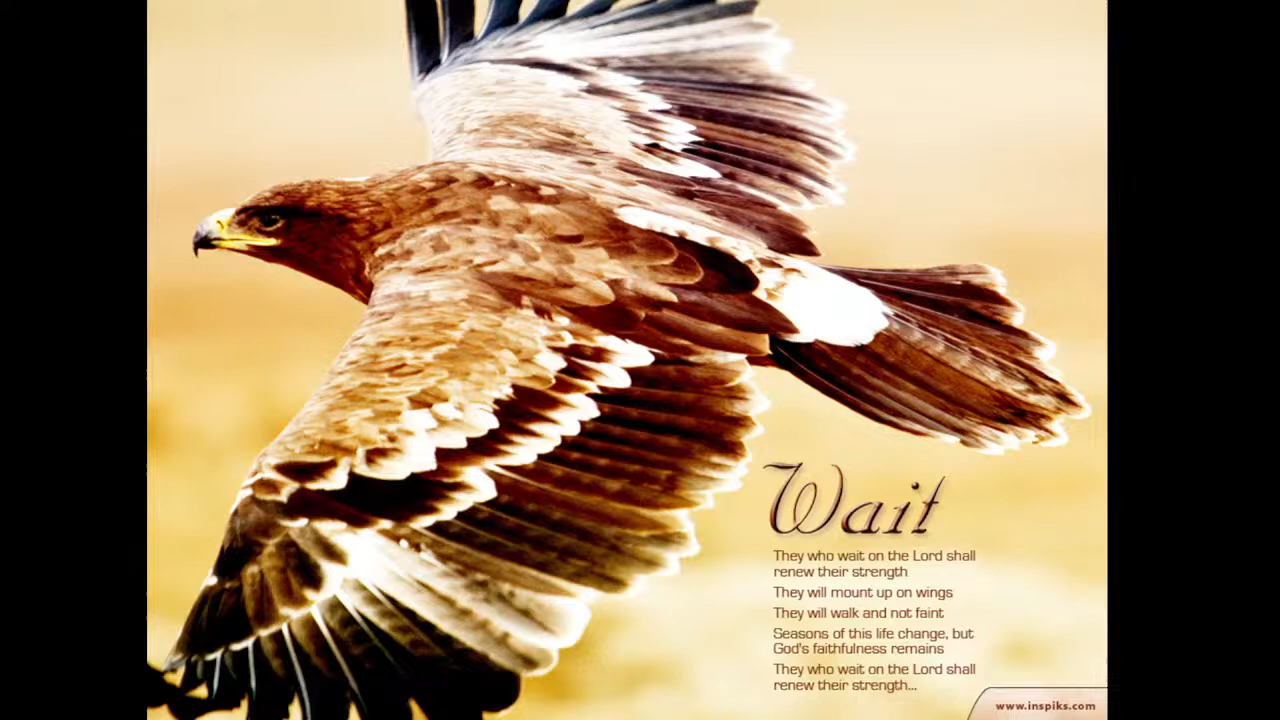 Wait
They who wait on the Lord shall
renew their strength
They will mount up on wings
They will walk and not faint
Seasons of this life change, but
God's faithfulness remains
They who wait on the Lord shall
renew their strength...
www.inspiks.com